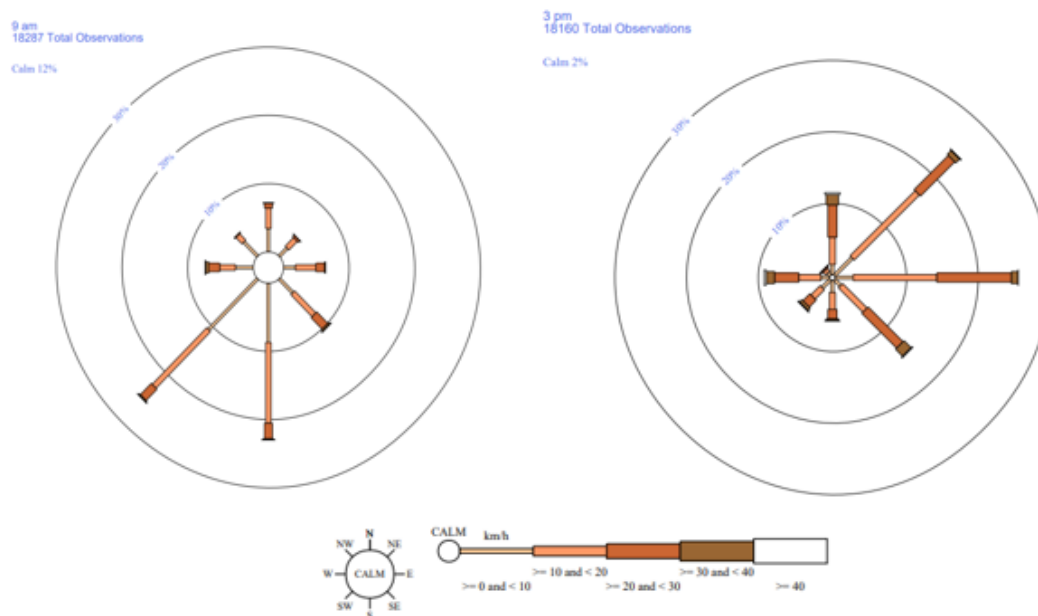 9 am
18287 Total Observations
Calm 12%
3 pm
18160 Total Observations
Calm 2%
30%
20%
10%
30%
20%
10%
N
NW NE
W CALM E
SW SE
S
CALM km/h
>= 10 and < 20 >= 30 and < 40
>= 0 and < 10 >= 20 and < 30 >= 40